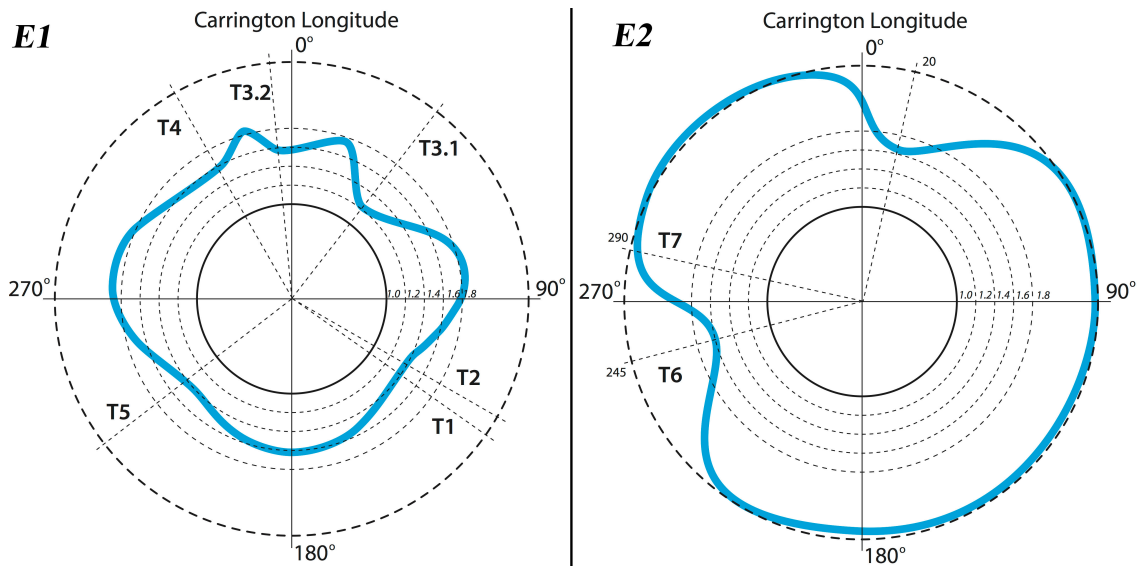 E1
Carrington Longitude
0°
T3.2
T4
T3.1
270°
1.0 1.2 1.4 1.6 1.8
90°
T2
T5
T1
180°
E2
Carrington Longitude
0°
20
290
T7
270°
1.0 1.2 1.4 1.6 1.8
90°
245
T6
180°